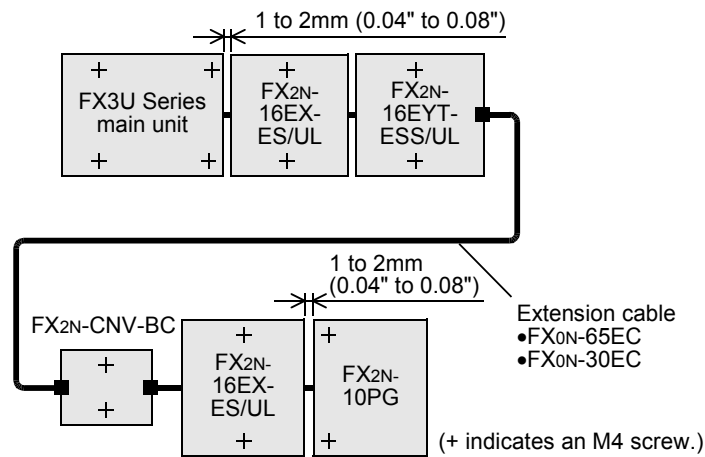 1 to 2mm (0.04" to 0.08")
FX3U Series
main unit
FX2N-
16EX-
ES/UL
FX2N-
16EYT-
ESS/UL
1 to 2mm
(0.04" to 0.08")
Extension cable
•FX0N-65EC
•FX0N-30EC
FX2N-CNV-BC
FX2N-
16EX-
ES/UL
FX2N-
10PG
(+ indicates an M4 screw.)